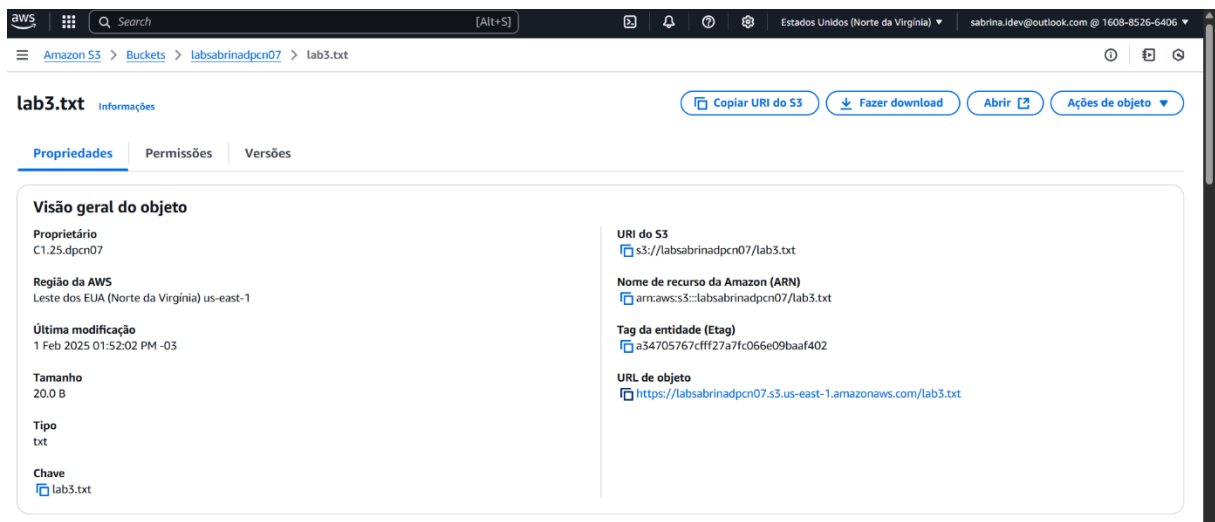 aws
Search
[Alt+S]
Estados Unidos (Norte da Virgínia) ▼
sabrina.idev@outlook.com @ 1608-8526-6406 ▼
Amazon S3 > Buckets > labsabrinadpcn07 > lab3.txt
lab3.txt Informações
Copiar URI do S3
Fazer download
Abrir
Ações de objeto ▼
Propriedades
Permissões
Versões
Visão geral do objeto
Proprietário
C1.25.dpcn07
Região da AWS
Leste dos EUA (Norte da Virgínia) us-east-1
Última modificação
1 Feb 2025 01:52:02 PM -03
Tamanho
20.0 B
Tipo
txt
Chave
lab3.txt
URI do S3
s3://labsabrinadpcn07/lab3.txt
Nome de recurso da Amazon (ARN)
arn:aws:s3:::labsabrinadpcn07/lab3.txt
Tag da entidade (Etag)
a34705767cfff27a7fc066e09baaf402
URL de objeto
https://labsabrinadpcn07.s3.us-east-1.amazonaws.com/lab3.txt